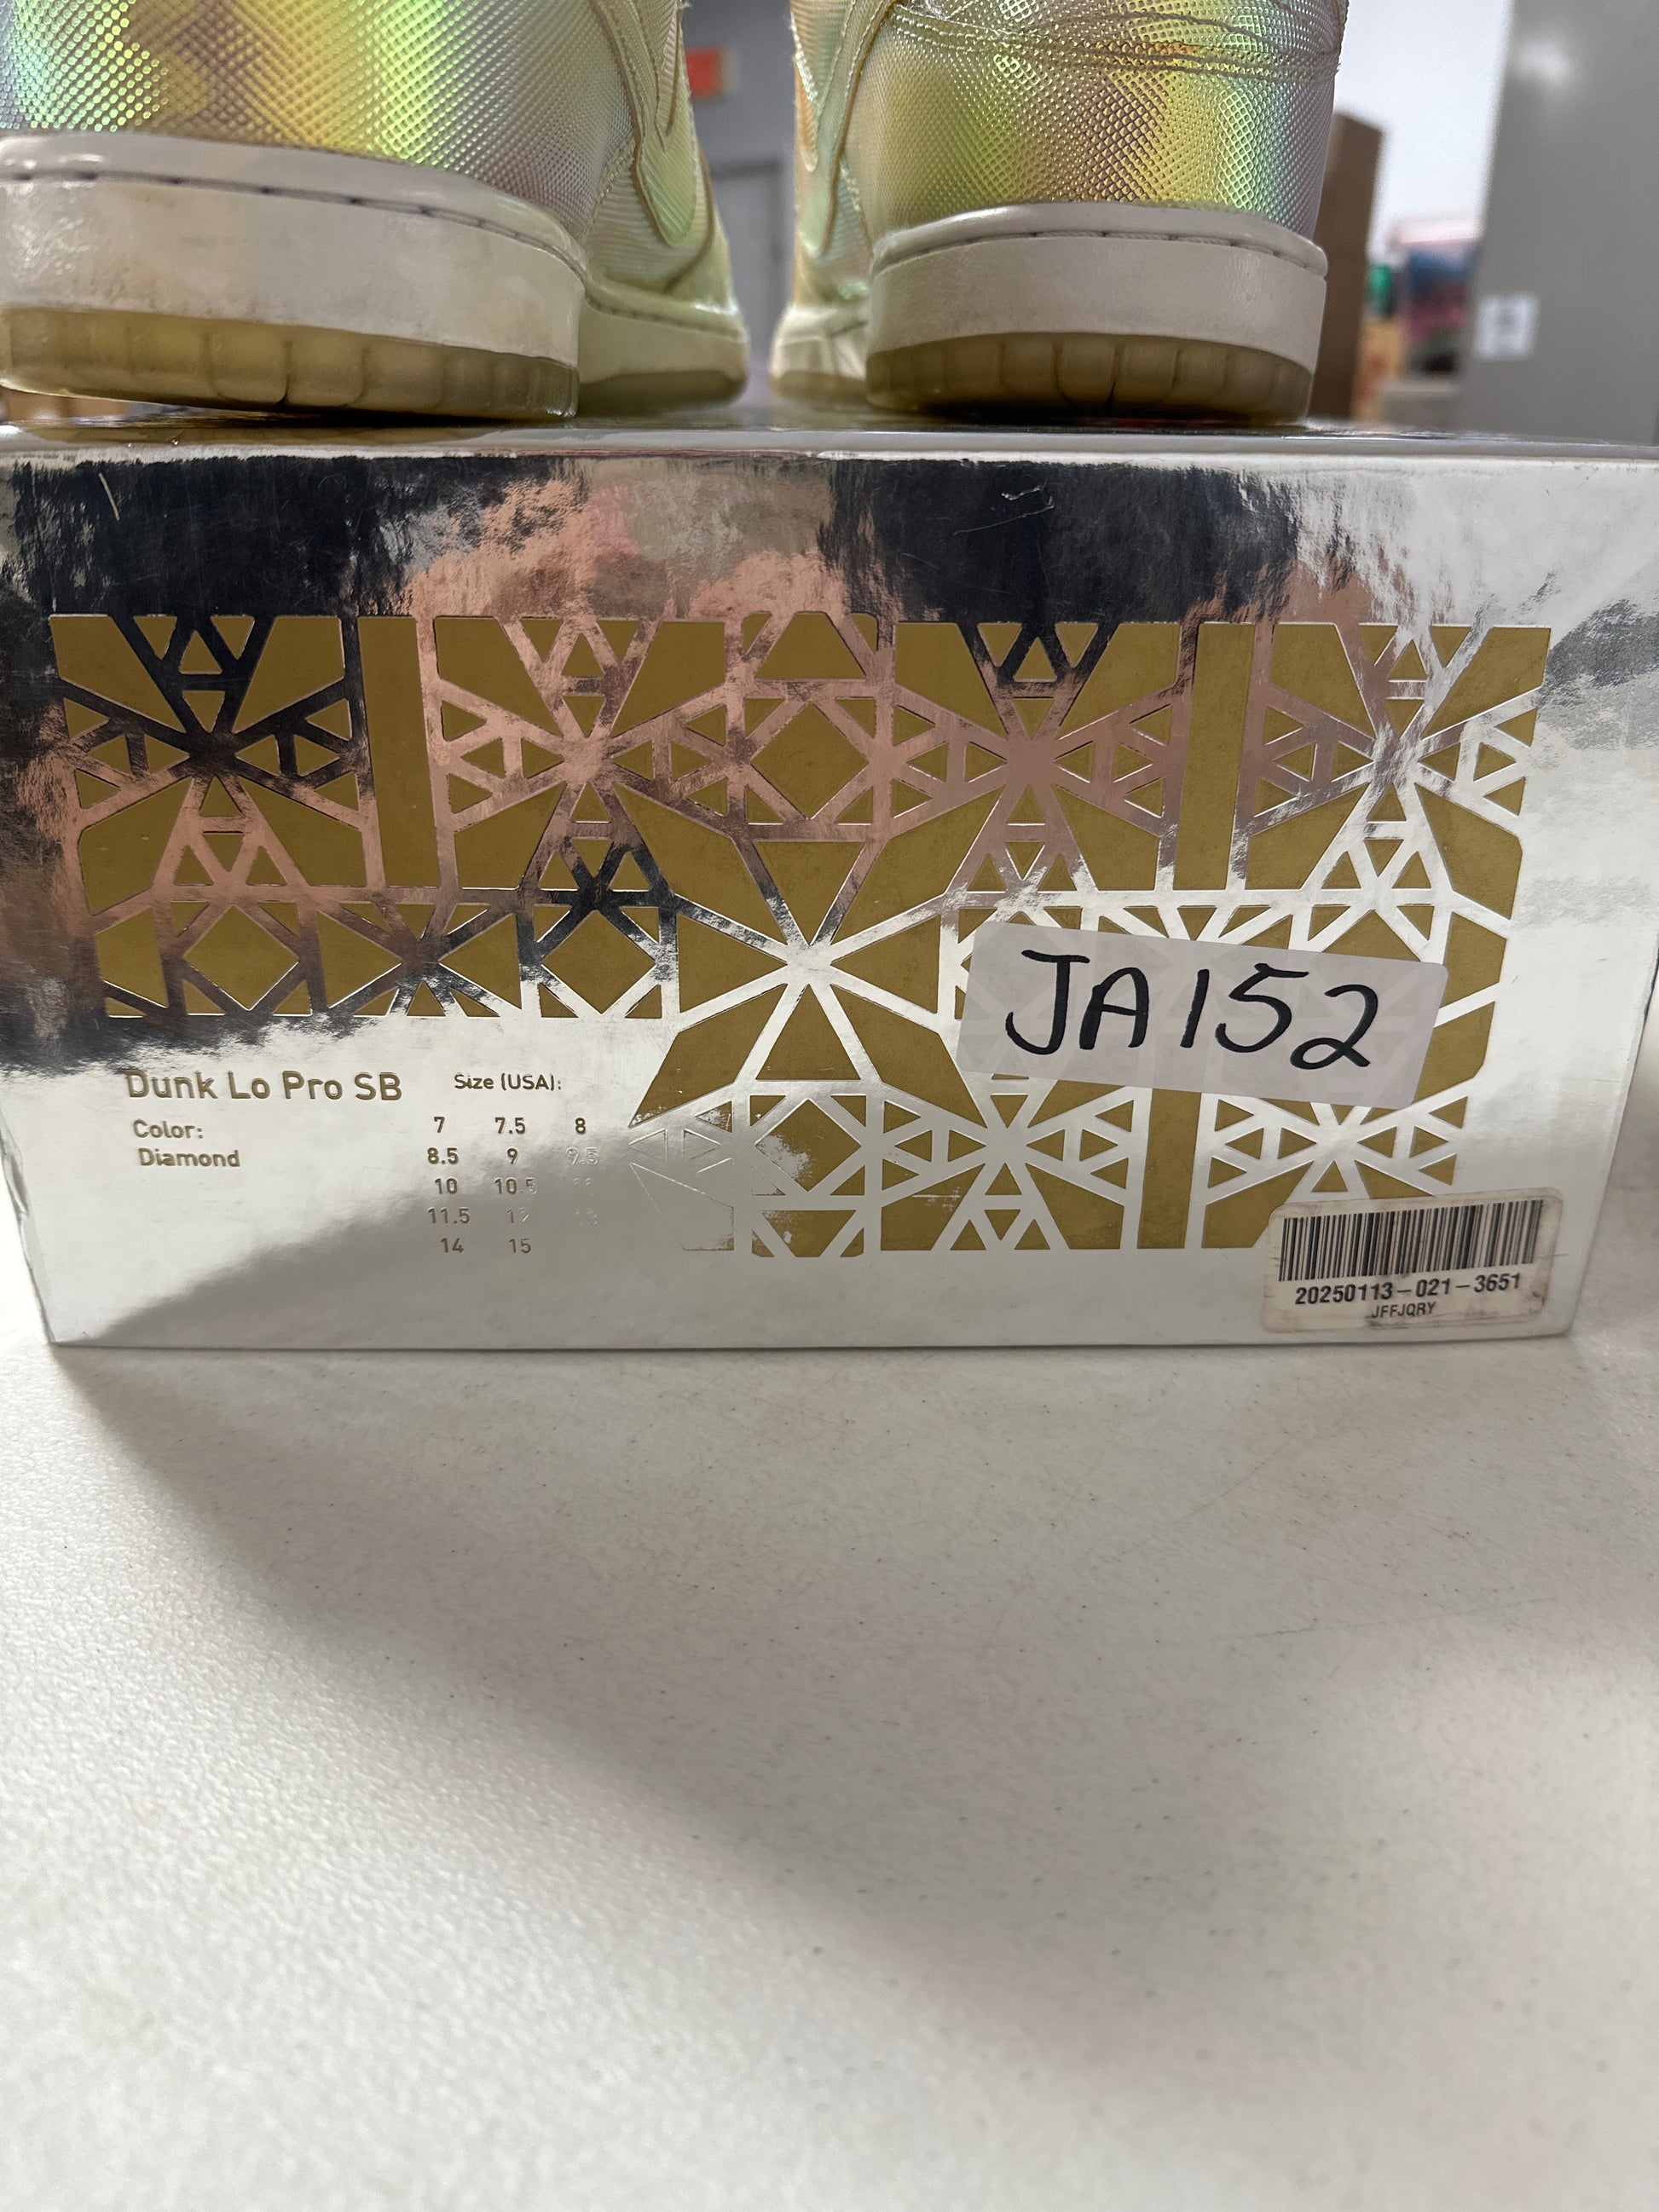 JA152
Dunk Lo Pro SB
Size (USA):
Color:
Diamond
7 7.5 8
8.5 9 9.5
10 10.5
11.5 12
14 15
20250113-021-3651
JFFJQRY